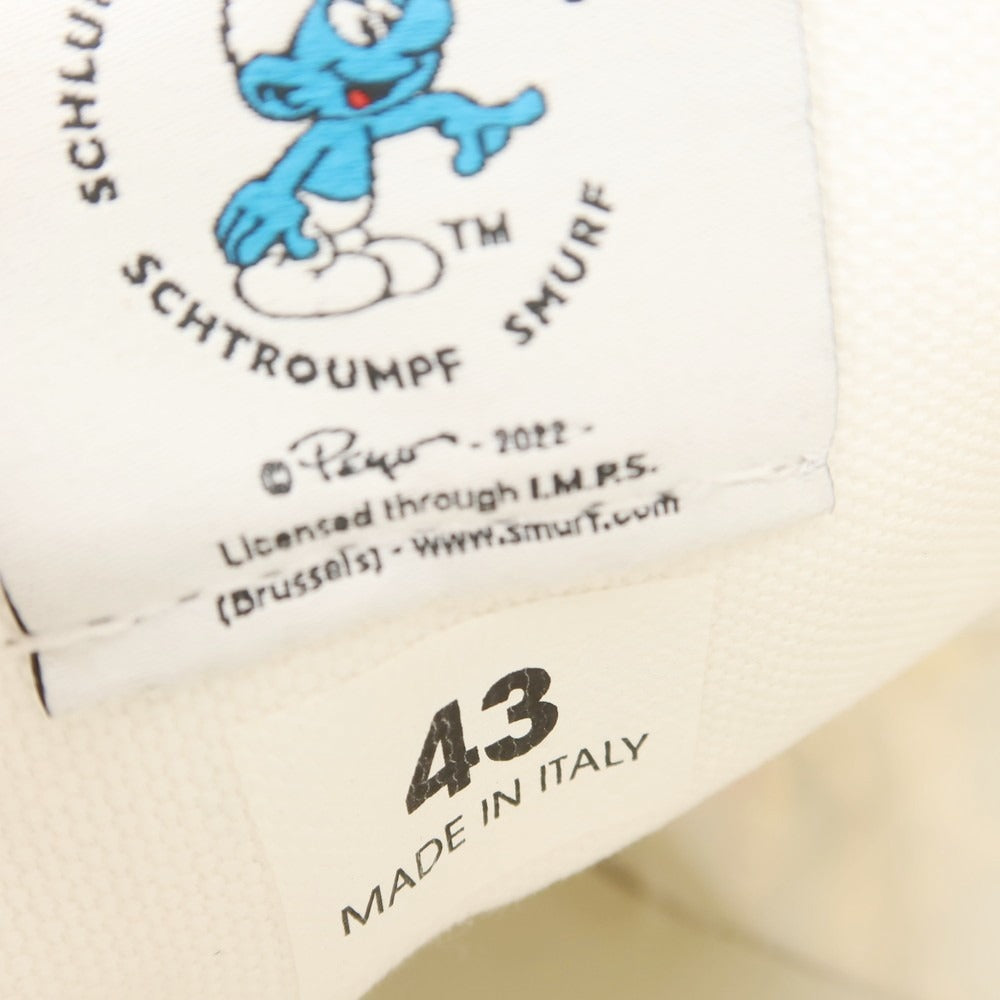 SCHTROUMPF
SMURF
TM
© Peyo - 2022 -
Licensed through I.M.P.S.
(Brussels) - www.smurf.com
43
MADE IN ITALY